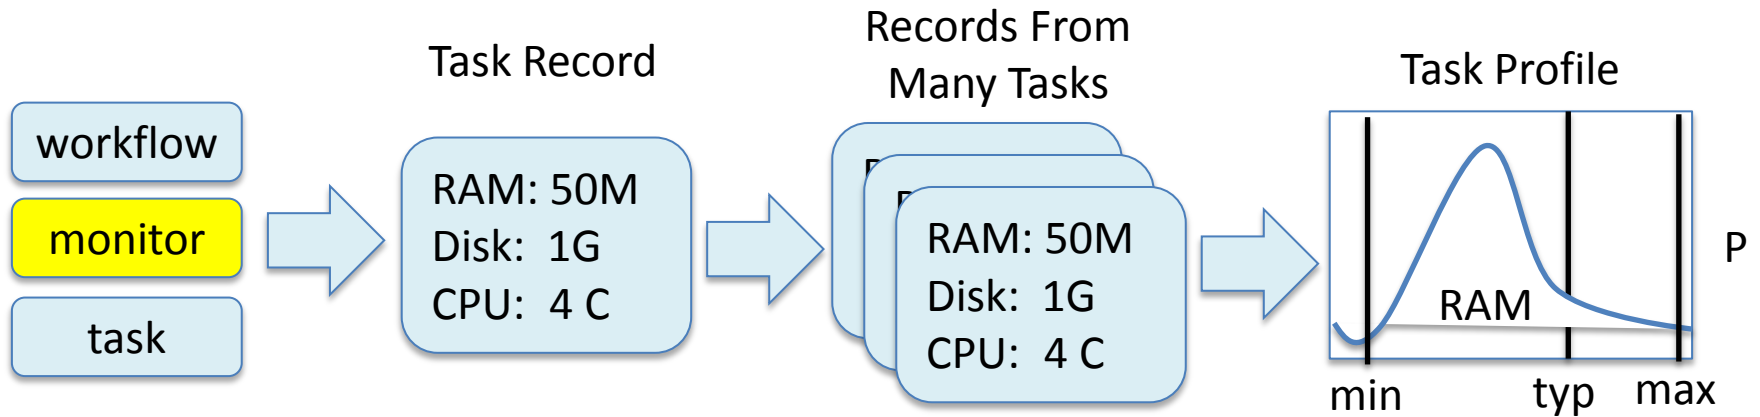 workflow
monitor
task
Task Record
RAM: 50M
Disk: 1G
CPU: 4 C
Records From
Many Tasks
RAM: 50M
Disk: 1G
CPU: 4 C
Task Profile
RAM
P
min typ max